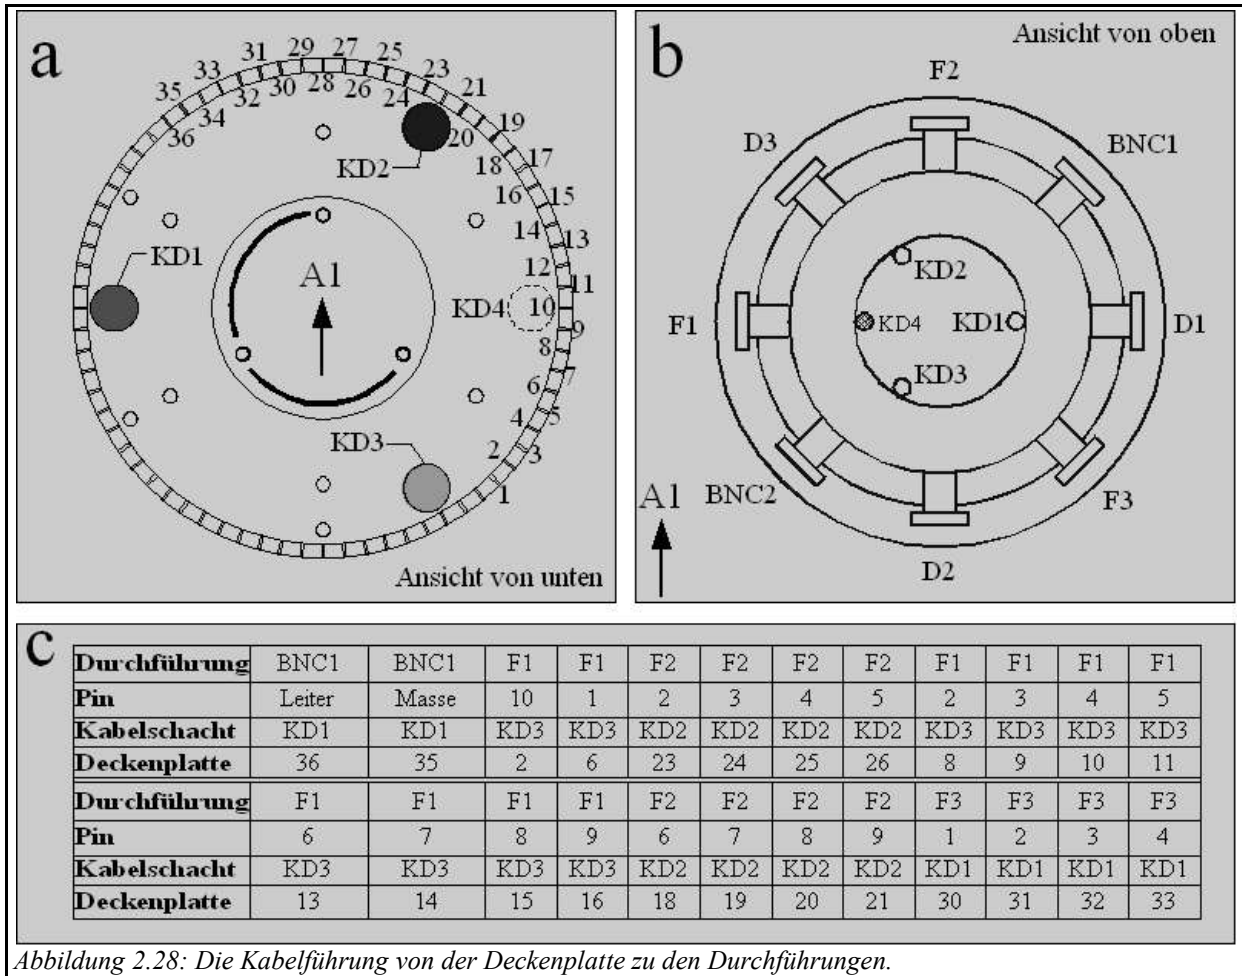 a
31 29 27 25
33 23
35 21
32 30 28 26 24
34 20 19
36 18 17
KD2 16 15
14 13
KD1 12 11
A1 KD4 10
9
8 7
6 5
4 3
KD3 2
1
Ansicht von unten
b
Ansicht von oben
F2
D3 BNC1
KD2
F1 KD4 KD1 D1
KD3
A1 BNC2 F3
D2
c
Durchführung BNC1 BNC1 F1 F1 F2 F2 F2 F2 F1 F1 F1 F1
Pin Leiter Masse 10 1 2 3 4 5 2 3 4 5
Kabelschacht KD1 KD1 KD3 KD3 KD2 KD2 KD2 KD2 KD3 KD3 KD3 KD3
Deckenplatte 36 35 2 6 23 24 25 26 8 9 10 11
Durchführung F1 F1 F1 F1 F2 F2 F2 F2 F3 F3 F3 F3
Pin 6 7 8 9 6 7 8 9 1 2 3 4
Kabelschacht KD3 KD3 KD3 KD3 KD2 KD2 KD2 KD2 KD1 KD1 KD1 KD1
Deckenplatte 13 14 15 16 18 19 20 21 30 31 32 33
Abbildung 2.28: Die Kabelführung von der Deckenplatte zu den Durchführungen.